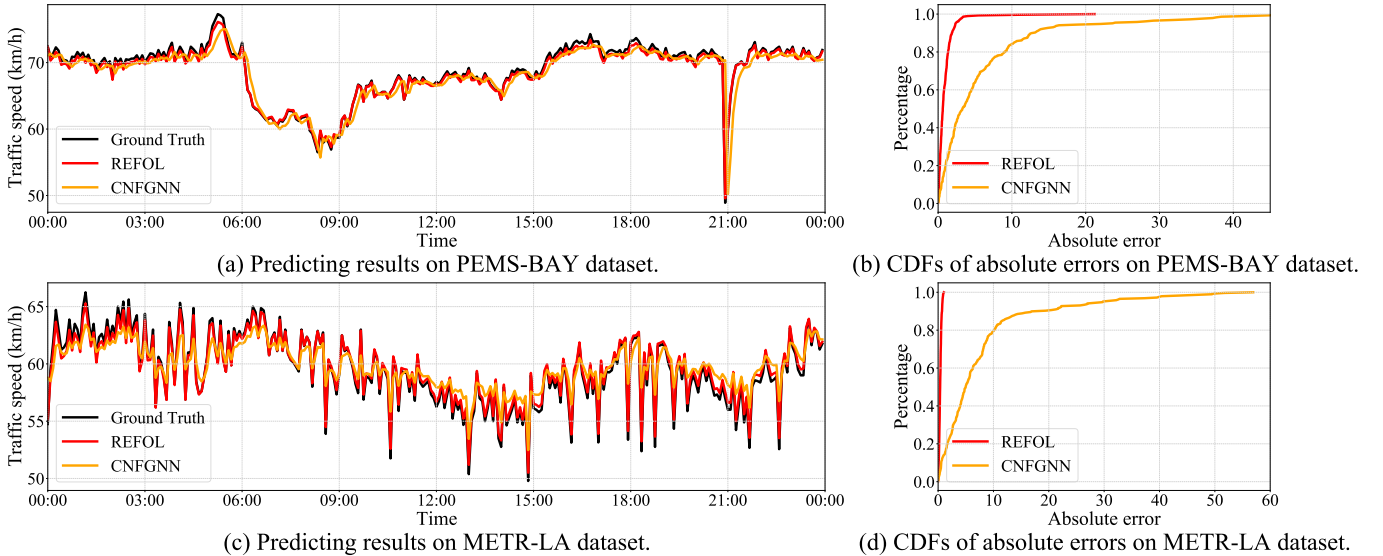 Traffic speed (km/h)
70
60
50
Ground Truth
REFOL
CNFGNN
00:00 03:00 06:00 09:00 12:00 15:00 18:00 21:00 00:00
Time
(a) Predicting results on PEMS-BAY dataset.
Percentage
1.0
0.8
0.6
0.4
0.2
0.0
REFOL
CNFGNN
0 10 20 30 40
Absolute error
(b) CDFs of absolute errors on PEMS-BAY dataset.
Traffic speed (km/h)
65
60
55
50
Ground Truth
REFOL
CNFGNN
00:00 03:00 06:00 09:00 12:00 15:00 18:00 21:00 00:00
Time
(c) Predicting results on METR-LA dataset.
Percentage
1.0
0.8
0.6
0.4
0.2
0.0
REFOL
CNFGNN
0 10 20 30 40 50 60
Absolute error
(d) CDFs of absolute errors on METR-LA dataset.